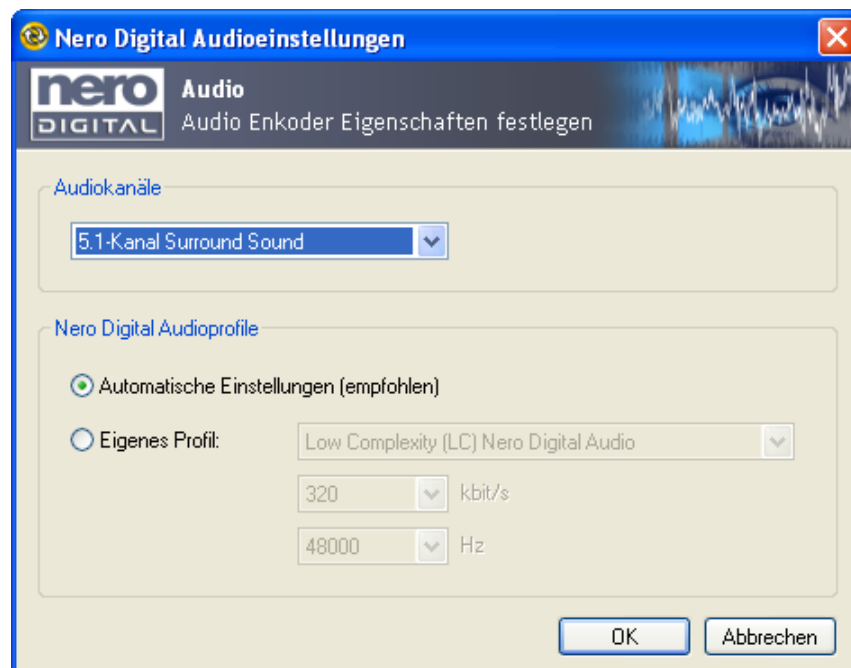 Nero Digital Audioeinstellungen
nero
DIGITAL
Audio
Audio Enkoder Eigenschaften festlegen
Audiokanäle
5.1-Kanal Surround Sound
Nero Digital Audioprofile
Automatische Einstellungen (empfohlen)
Eigenes Profil:
Low Complexity (LC) Nero Digital Audio
320
kbit/s
48000
Hz
OK
Abbrechen